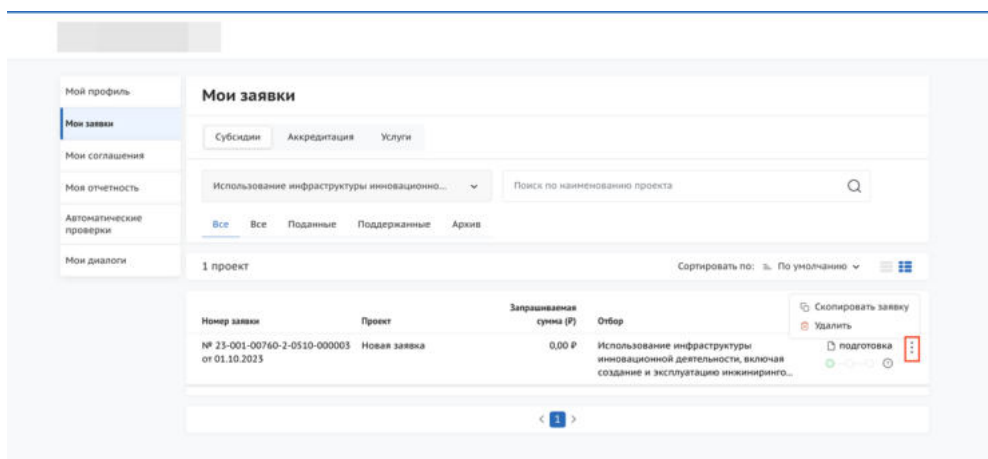 Мой профиль
Мои заявки
Мои соглашения
Моя отчетность
Автоматические
проверки
Мои диалоги
Мои заявки
Субсидии Аккредитация Услуги
Использование инфраструктуры инновационно... Поиск по наименованию проекта
Все Все Поданные Поддержанные Архив
1 проект Сортировать по: По умолчанию
Скопировать заявку
Удалить
Номер заявки Проект Запрашиваемая
сумма (₽) Отбор
№ 23-001-00760-2-0510-000003 Новая заявка 0,00 ₽ Использование инфраструктуры подготовка
от 01.10.2023 инновационной деятельности, включая
создание и эксплуатацию инжиниринго...
< 1 >